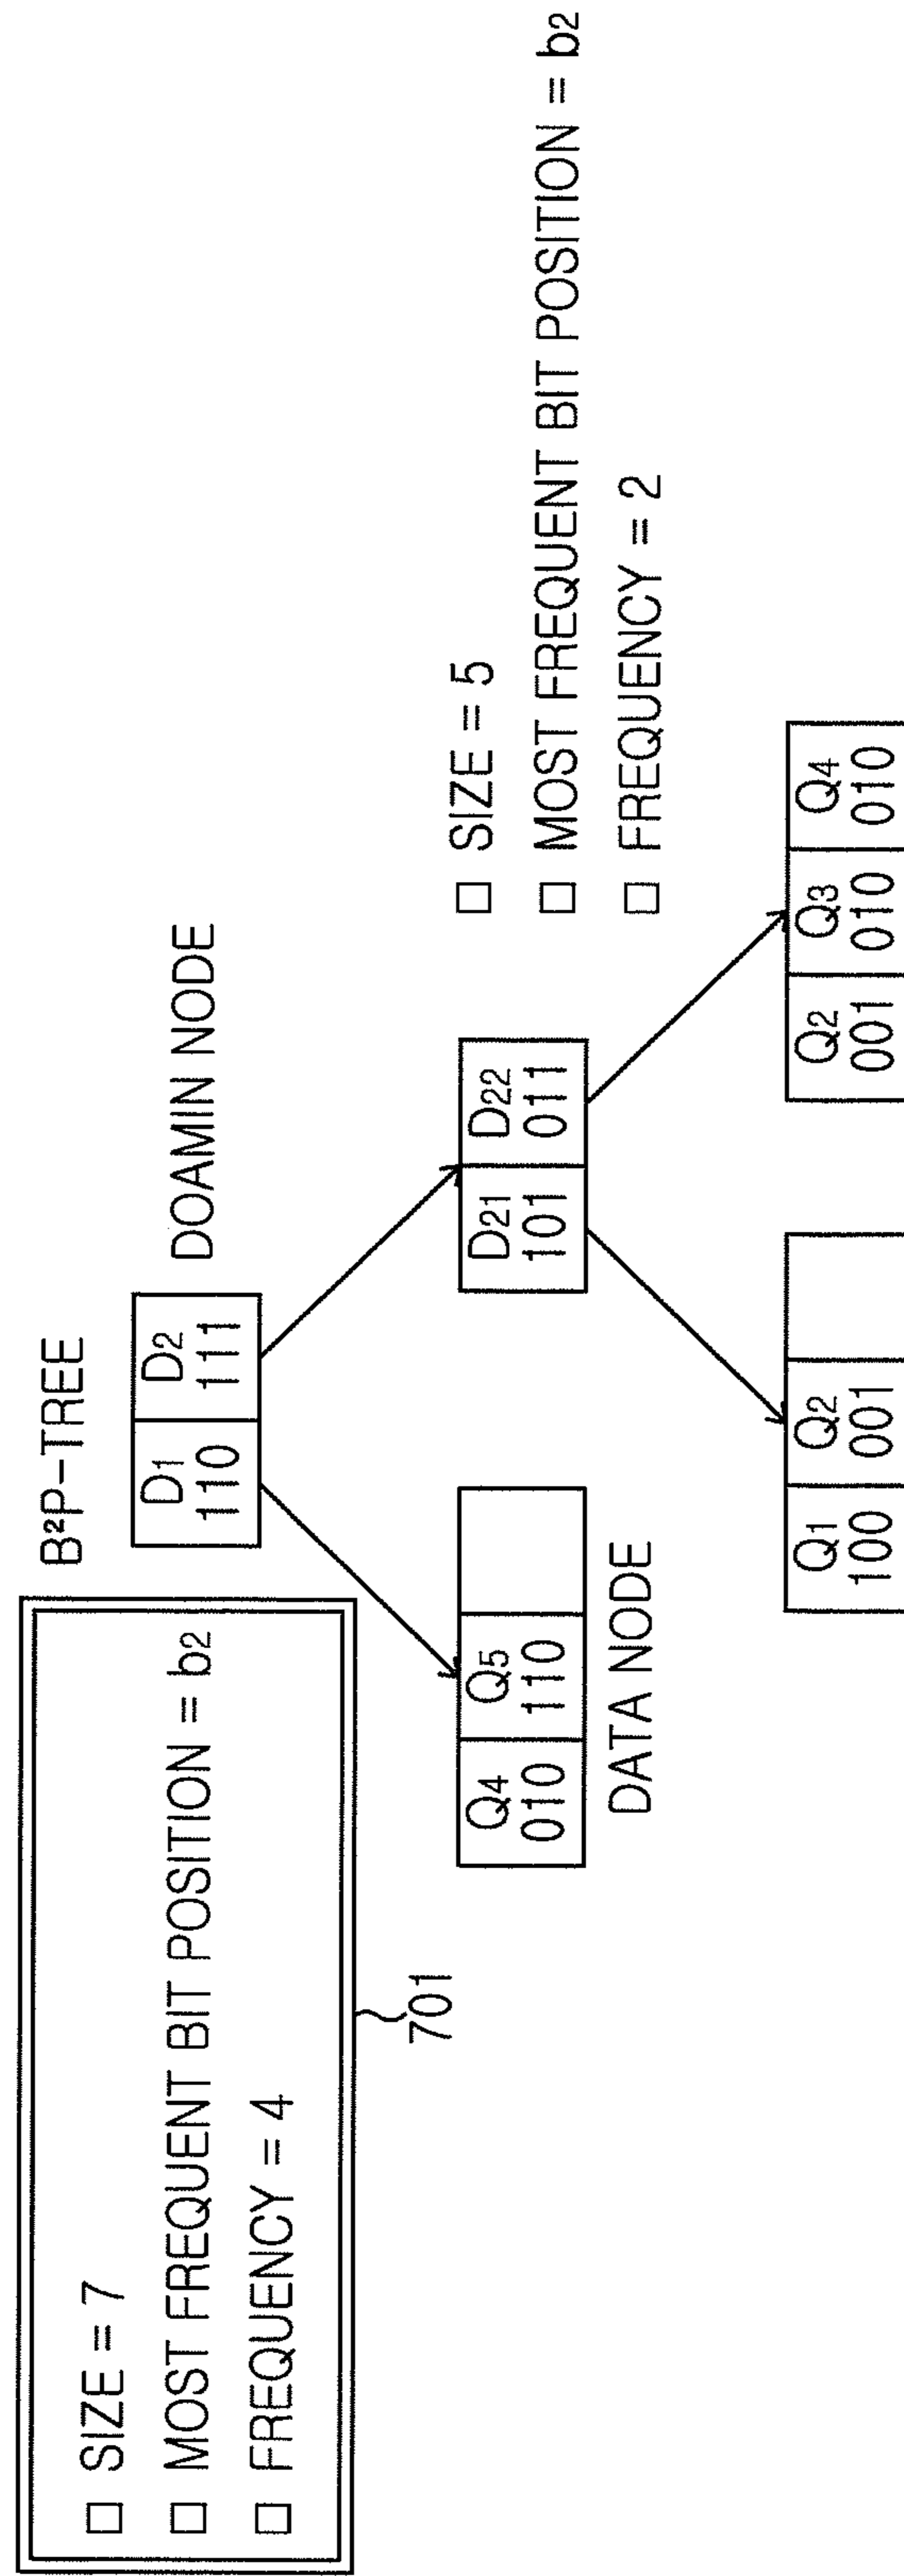 B²P-TREE
□ SIZE = 7
□ MOST FREQUENT BIT POSITION = b2
□ FREQUENCY = 4
701
D1 D2
110 111
DOAMIN NODE
Q4 Q5
010 110
DATA NODE
D21 D22
101 011
□ SIZE = 5
□ MOST FREQUENT BIT POSITION = b2
□ FREQUENCY = 2
Q1 Q2
100 001
Q2 Q3 Q4
001 010 010